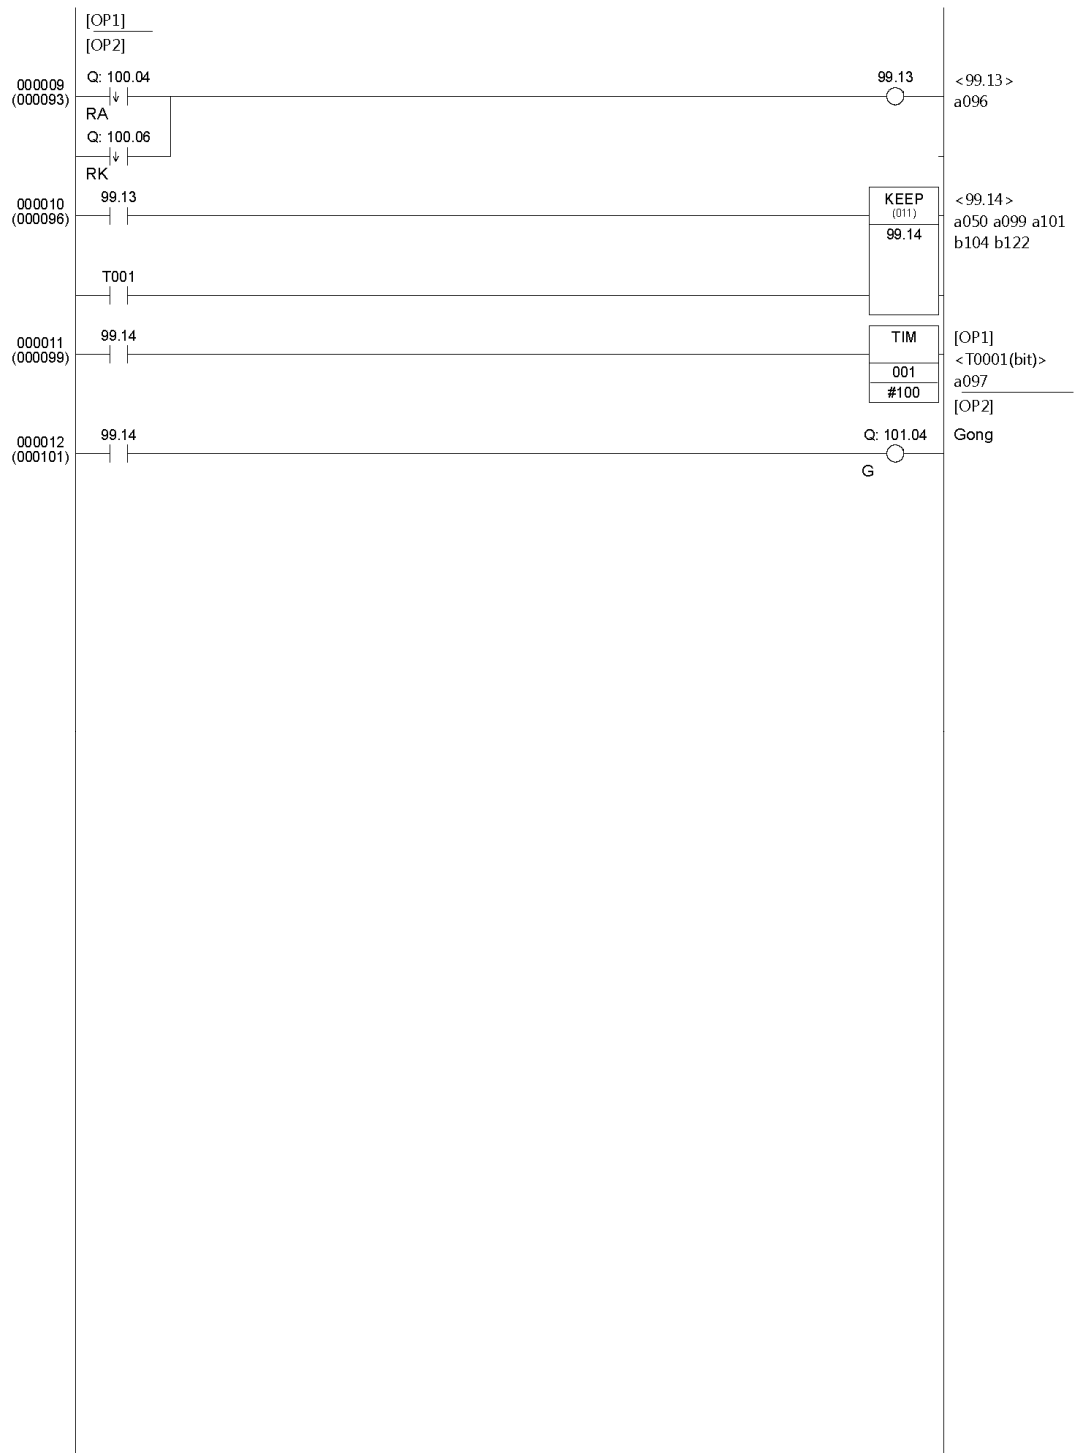 [OP1]
[OP2]
000009
(000093)
Q: 100.04
RA
99.13
<99.13>
a096
Q: 100.06
RK
000010
(000096)
99.13
KEEP
(011)
99.14
<99.14>
a050 a099 a101
b104 b122
T001
000011
(000099)
99.14
TIM
001
#100
[OP1]
<T0001(bit)>
a097
[OP2]
000012
(000101)
99.14
Q: 101.04
G
Gong